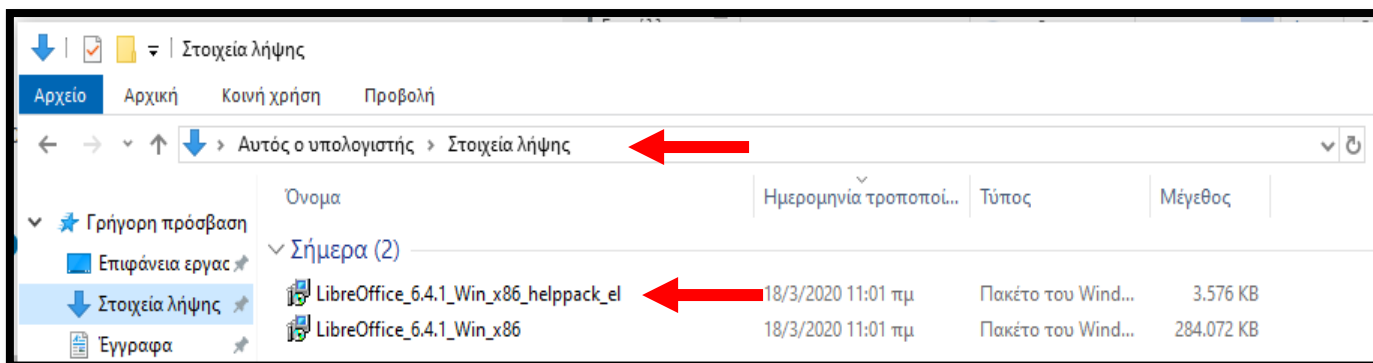 Στοιχεία λήψης
Αρχείο Αρχική Κοινή χρήση Προβολή
Αυτός ο υπολογιστής › Στοιχεία λήψης
Όνομα Ημερομηνία τροποποί... Τύπος Μέγεθος
Γρήγορη πρόσβαση
Σήμερα (2)
Επιφάνεια εργας
LibreOffice_6.4.1_Win_x86_helppack_el 18/3/2020 11:01 πμ Πακέτο του Wind... 3.576 KB
Στοιχεία λήψης
LibreOffice_6.4.1_Win_x86 18/3/2020 11:01 πμ Πακέτο του Wind... 284.072 KB
Έγγραφα